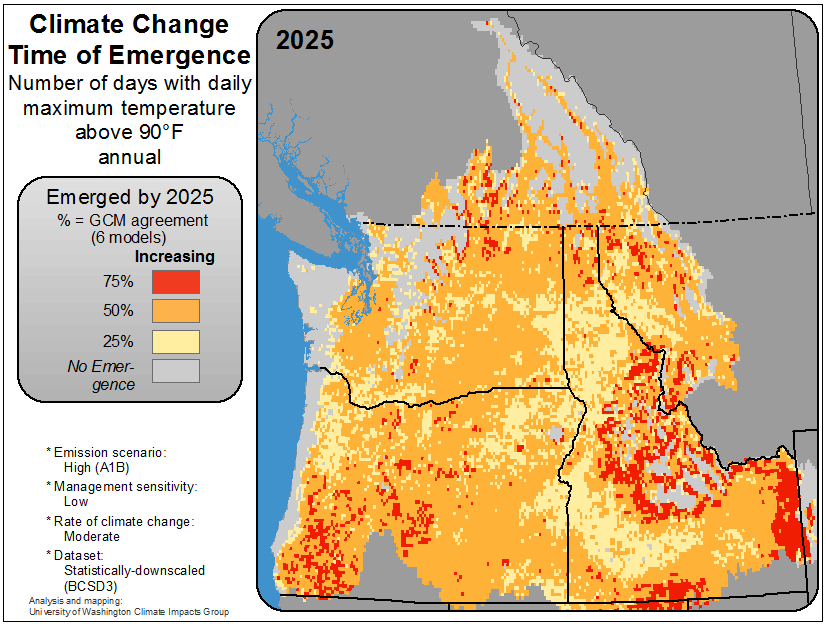 Climate Change
Time of Emergence
Number of days with daily
maximum temperature
above 90°F
annual
2025
Emerged by 2025
% = GCM agreement
(6 models)
Increasing
75%
50%
25%
No Emer-
gence
* Emission scenario:
High (A1B)
* Management sensitivity:
Low
* Rate of climate change:
Moderate
* Dataset:
Statistically-downscaled
(BCSD3)
Analysis and mapping:
University of Washington Climate Impacts Group